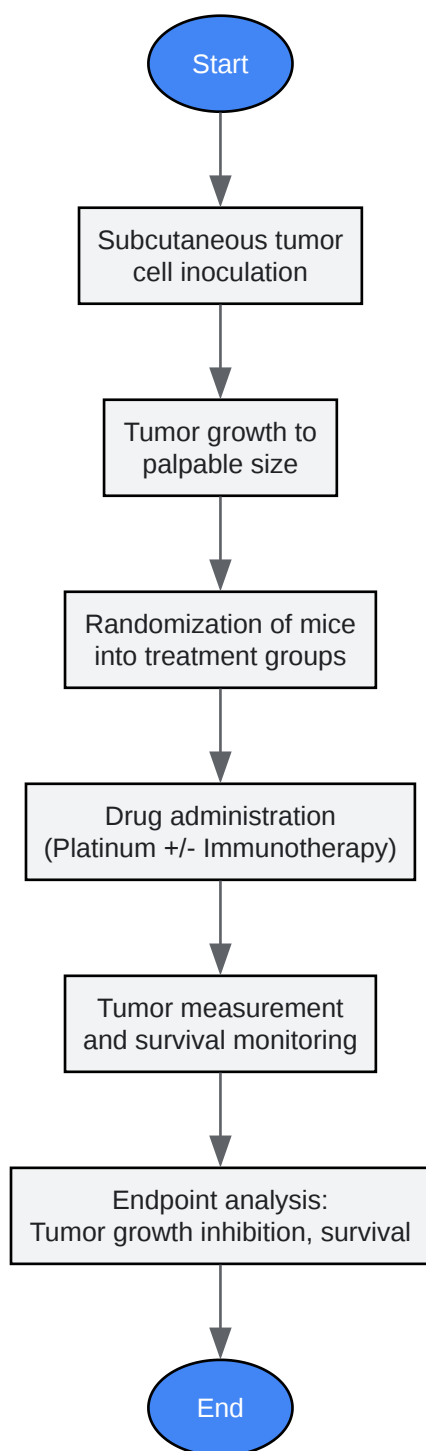 Start
Subcutaneous tumor
cell inoculation
Tumor growth to
palpable size
Randomization of mice
into treatment groups
Drug administration
(Platinum +/- Immunotherapy)
Tumor measurement
and survival monitoring
Endpoint analysis:
Tumor growth inhibition, survival
End